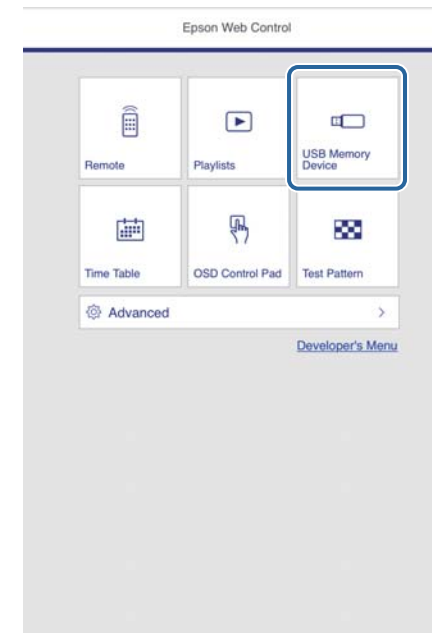 Epson Web Control
Remote
Playlists
USB Memory
Device
Time Table
OSD Control Pad
Test Pattern
Advanced
Developer's Menu